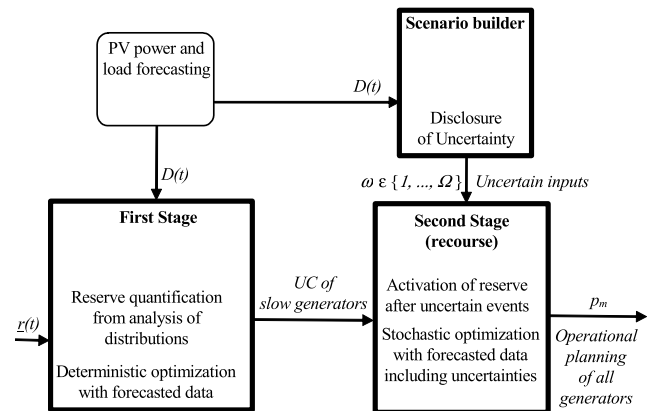 Scenario builder
PV power and
load forecasting
D(t)
Disclosure
of Uncertainty
D(t)
ω ε { 1, ..., Ω }
Uncertain inputs
First Stage
Second Stage
(recourse)
r(t)
Reserve quantification
from analysis of
distributions
Deterministic optimization
with forecasted data
UC of
slow generators
Activation of reserve
after uncertain events
Stochastic optimization
with forecasted data
including uncertainties
pm
Operational
planning
of all
generators